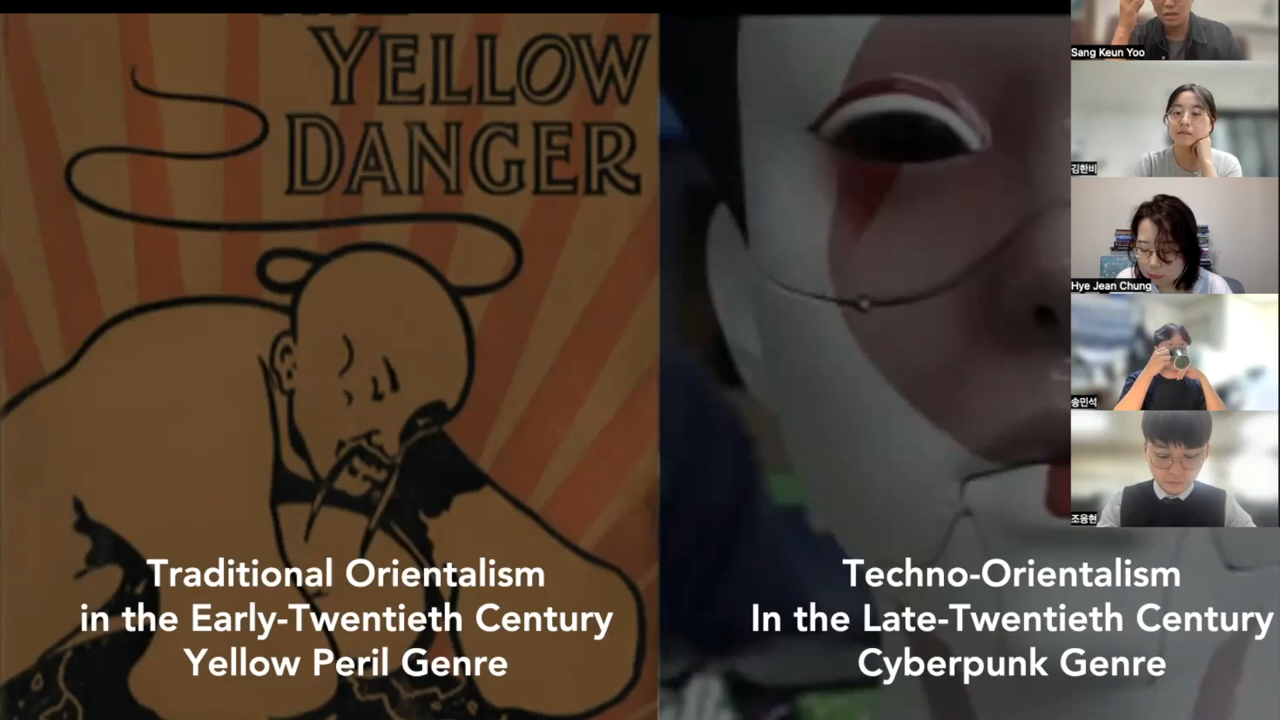 YELLOW
DANGER
Traditional Orientalism
in the Early-Twentieth Century
Yellow Peril Genre
Techno-Orientalism
In the Late-Twentieth Century
Cyberpunk Genre
Sang Keun Yoo
김한비
Hye Jean Chung
송민석
조용현